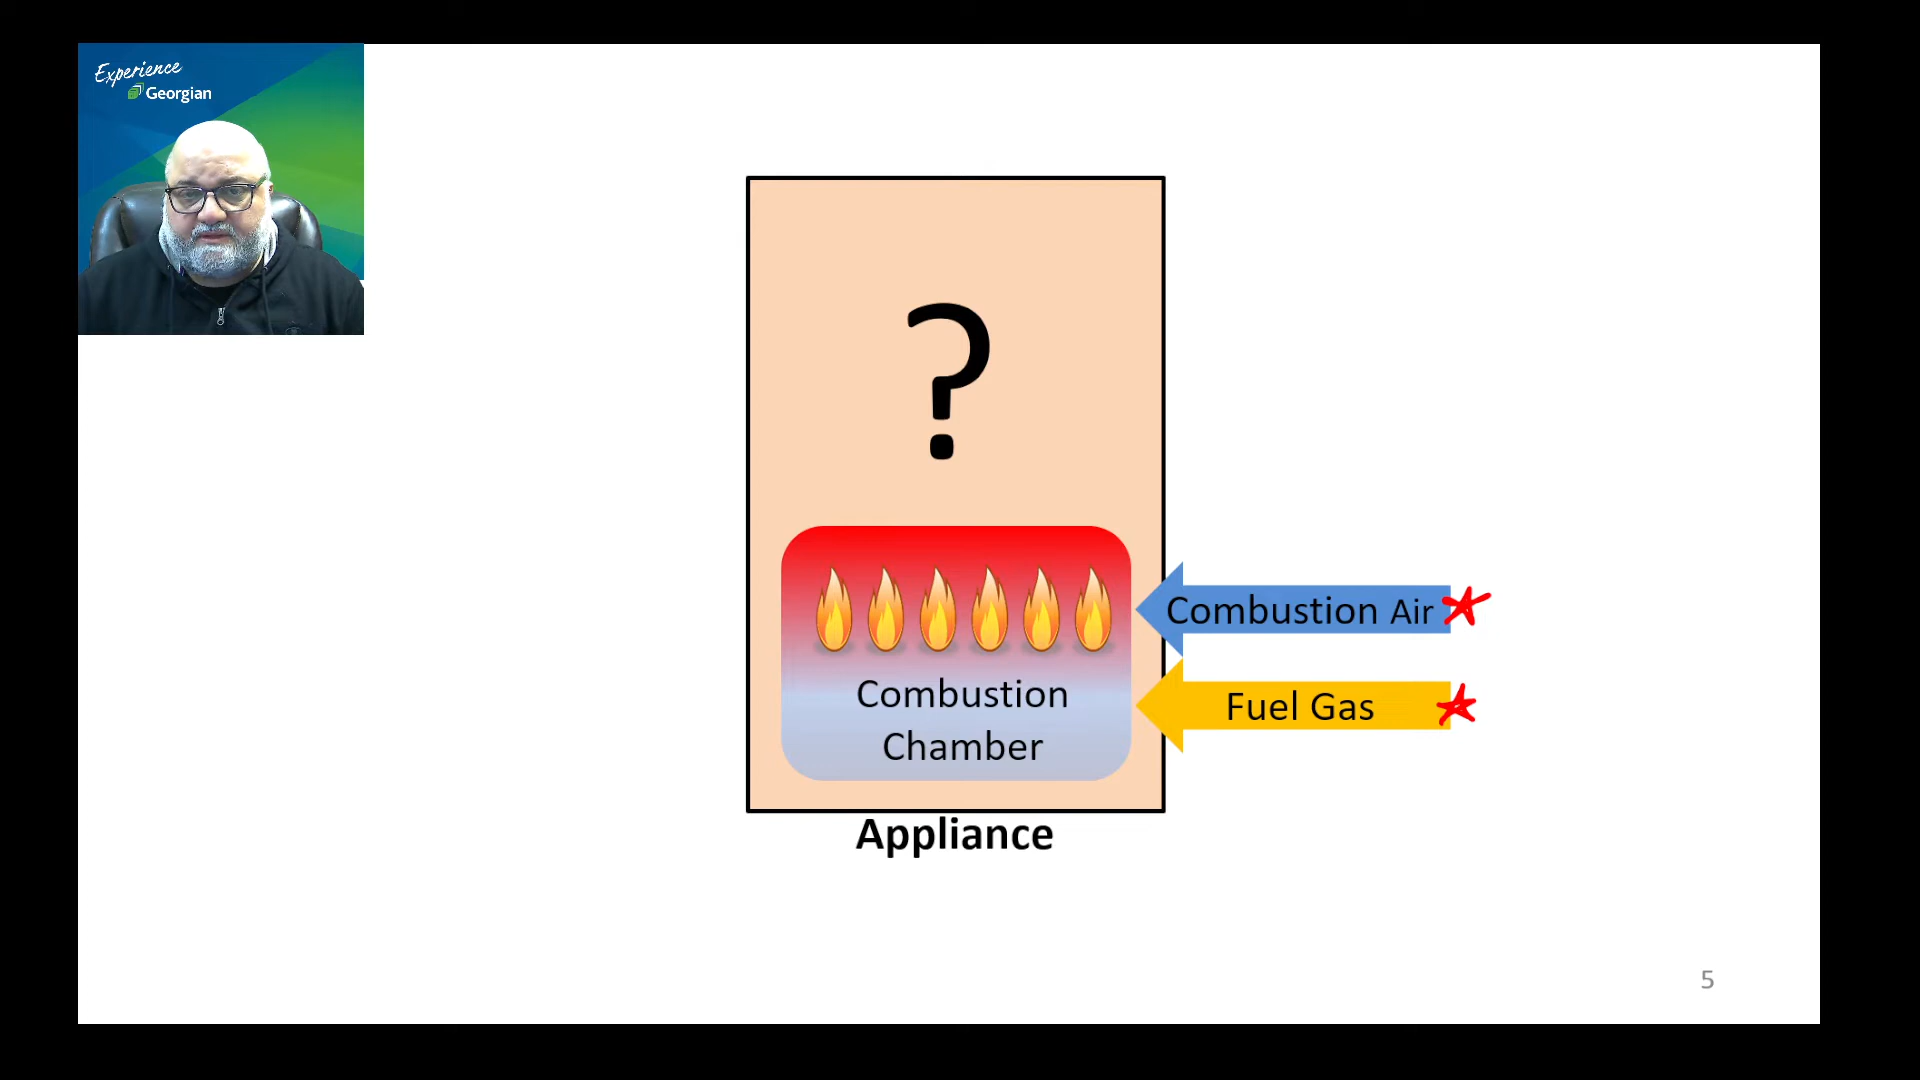 Experience
Georgian
?
Combustion Air
Fuel Gas
Combustion
Chamber
Appliance
5